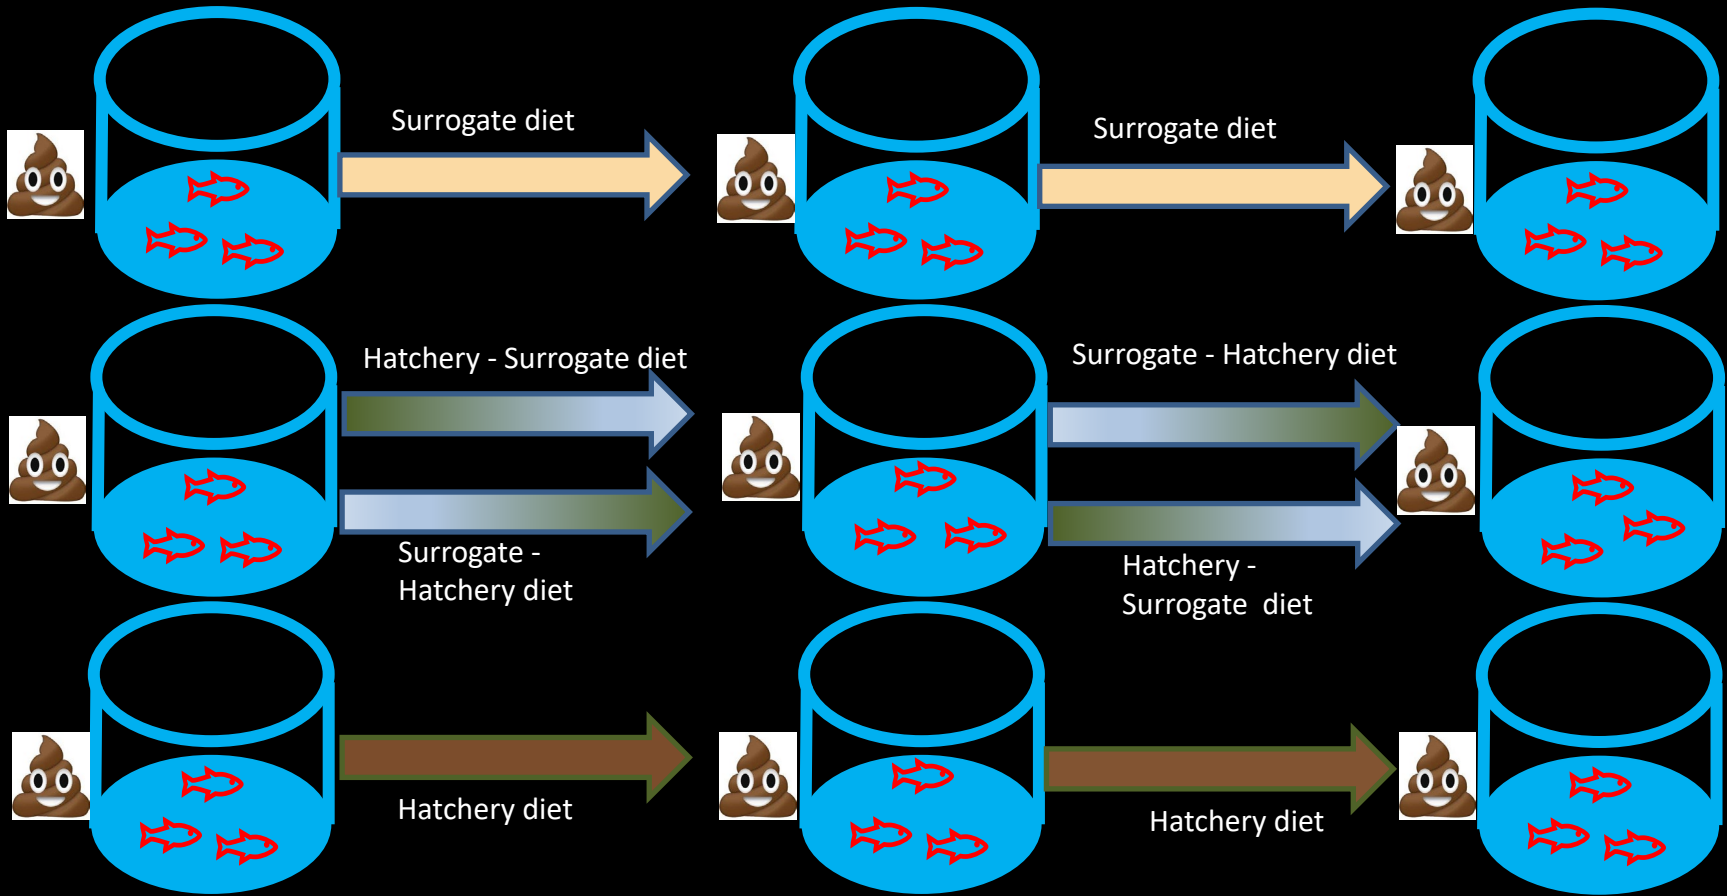 Surrogate diet
Surrogate diet
Hatchery - Surrogate diet
Surrogate - Hatchery diet
Surrogate -
Hatchery diet
Hatchery -
Surrogate  diet
Hatchery diet
Hatchery diet